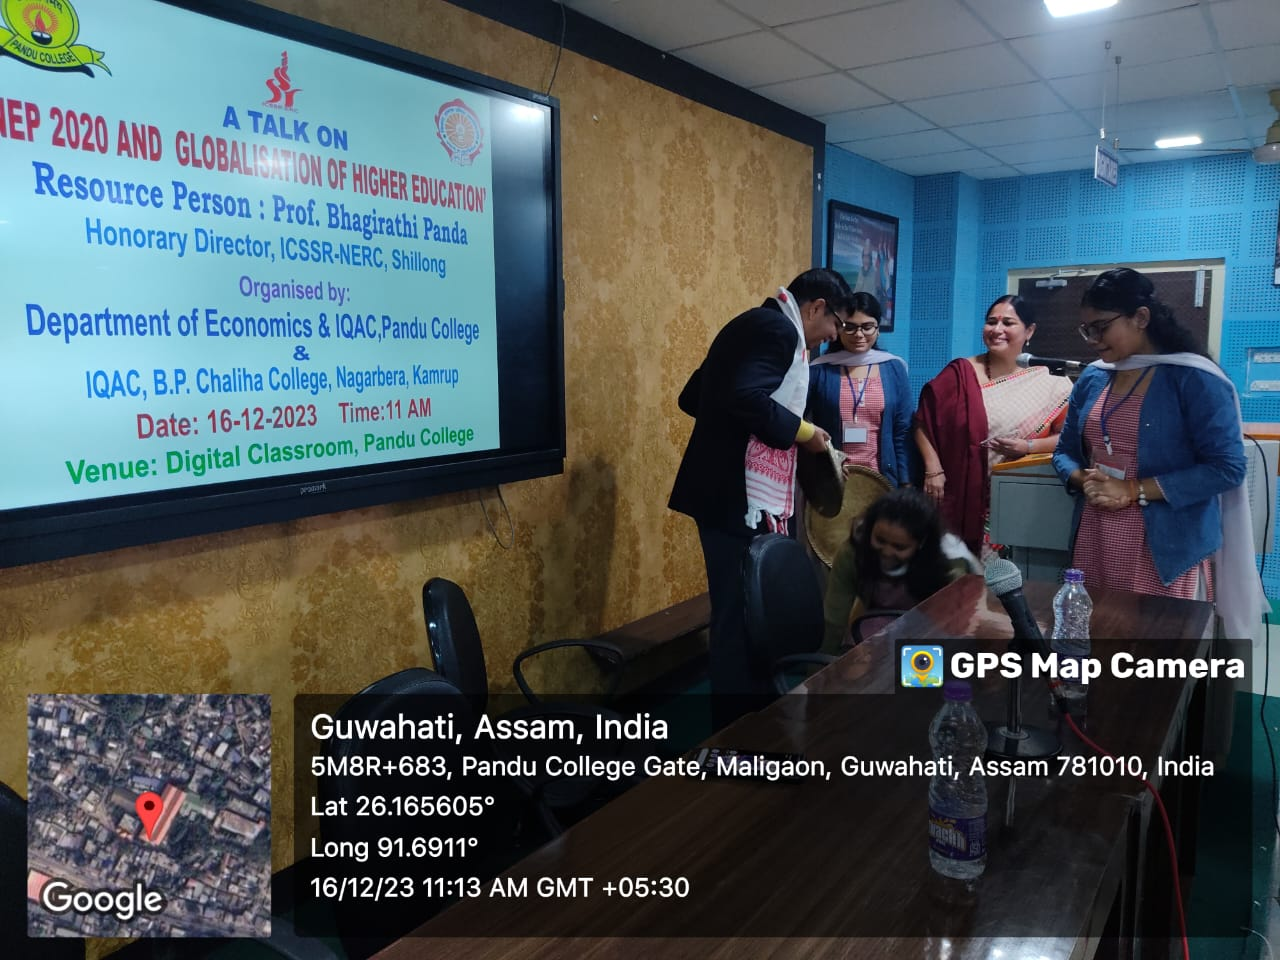 PANDU COLLEGE
ICSSR-NERC
A TALK ON
NEP 2020 AND GLOBALISATION OF HIGHER EDUCATION'
Resource Person : Prof. Bhagirathi Panda
Honorary Director, ICSSR-NERC, Shillong
Organised by:
Department of Economics & IQAC,Pandu College
&
IQAC, B.P. Chaliha College, Nagarbera, Kamrup
Date: 16-12-2023 Time:11 AM
Venue: Digital Classroom, Pandu College
promark
GPS Map Camera
Guwahati, Assam, India
5M8R+683, Pandu College Gate, Maligaon, Guwahati, Assam 781010, India
Lat 26.165605°
Long 91.6911°
16/12/23 11:13 AM GMT +05:30
Google